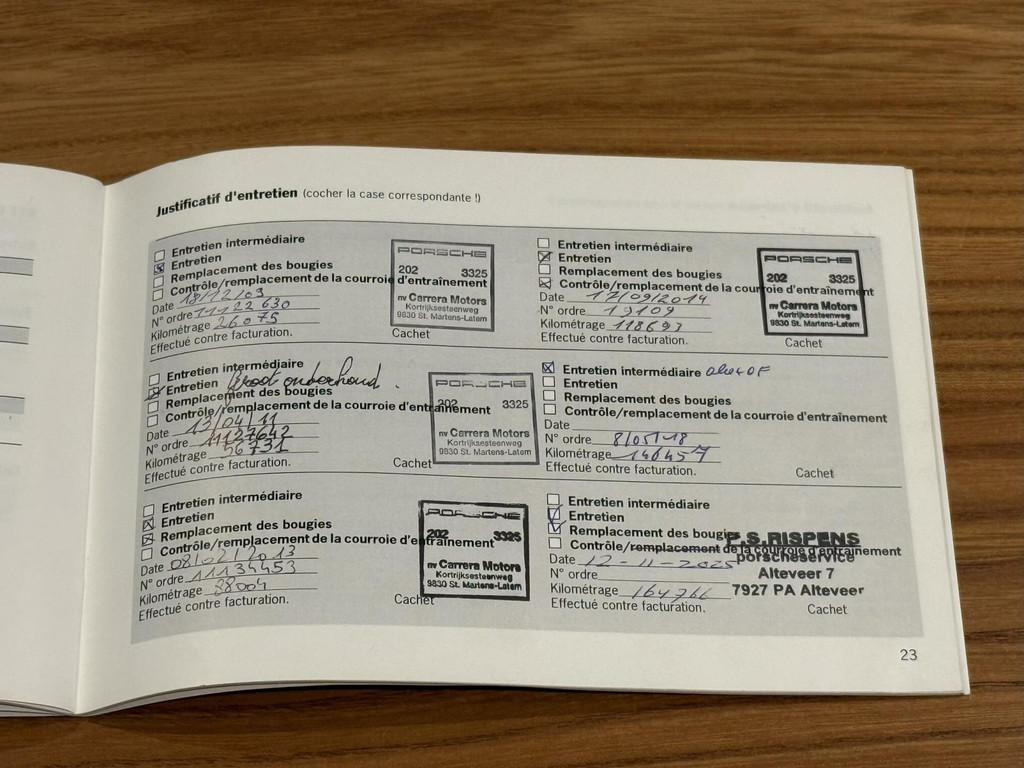 Justificatif d'entretien (cocher la case correspondante !)
Entretien intermédiaire
Entretien
Remplacement des bougies
Contrôle/remplacement de la courroie d'entraînement
Date 18/12/09
N° ordre 11122630
Kilométrage 26075
Effectué contre facturation.
Cachet
PORSCHE
202 3325
nv Carrera Motors
Kortrijksesteenweg
9830 St. Martens-Latem
Entretien intermédiaire
Entretien Groot onderhoud.
Remplacement des bougies
Contrôle/remplacement de la courroie d'entraînement
Date 13/04/11
N° ordre 11127642
Kilométrage 56731
Effectué contre facturation.
Cachet
PORSCHE
202 3325
nv Carrera Motors
Kortrijksesteenweg
9830 St. Martens-Latem
Entretien intermédiaire
Entretien
Remplacement des bougies
Contrôle/remplacement de la courroie d'entraînement
Date 08/02/2013
N° ordre 11134453
Kilométrage 98004
Effectué contre facturation.
Cachet
PORSCHE
202 3325
nv Carrera Motors
Kortrijksesteenweg
9830 St. Martens-Latem
Entretien intermédiaire
Entretien
Remplacement des bougies
Contrôle/remplacement de la courroie d'entraînement
Date 17/09/2014
N° ordre 19109
Kilométrage 118693
Effectué contre facturation.
Cachet
PORSCHE
202 3325
nv Carrera Motors
Kortrijksesteenweg
9830 St. Martens-Latem
Entretien intermédiaire
Entretien
Remplacement des bougies
Contrôle/remplacement de la courroie d'entraînement
Date
N° ordre 8/05/18
Kilométrage 140457
Effectué contre facturation.
Cachet
Entretien intermédiaire
Entretien
Remplacement des bougies
Contrôle/remplacement de la courroie d'entraînement
Date 12-11-2025
N° ordre
Kilométrage 164766
Effectué contre facturation.
Cachet
F.S.RISPENS
porscheservice
Alteveer 7
7927 PA Alteveer
23